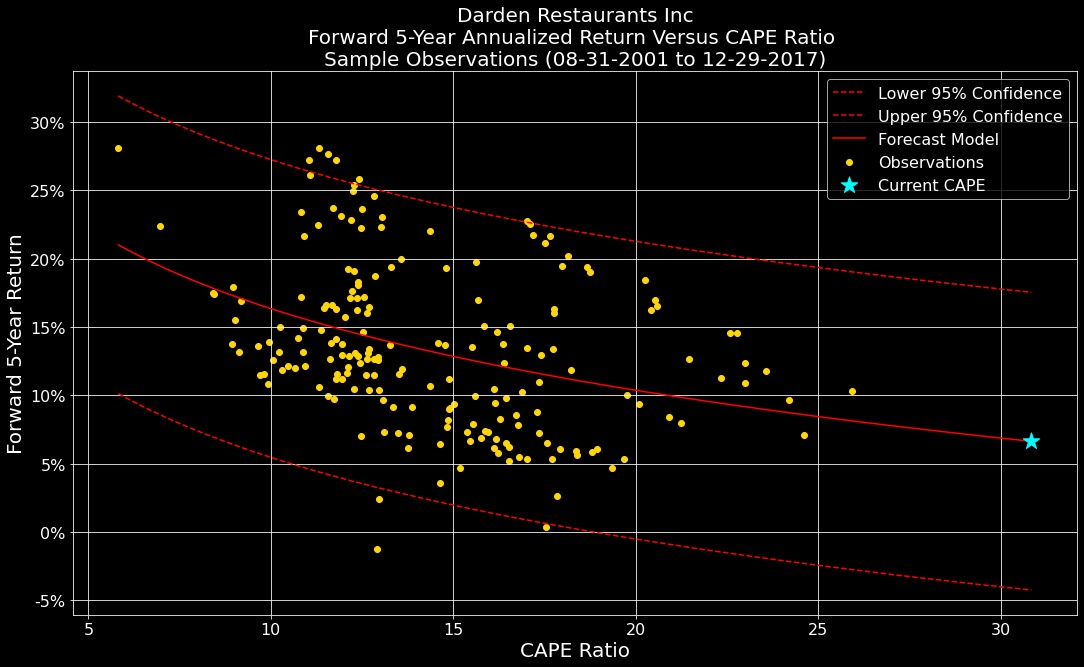 Darden Restaurants Inc
Forward 5-Year Annualized Return Versus CAPE Ratio
Sample Observations (08-31-2001 to 12-29-2017)
Lower 95% Confidence
Upper 95% Confidence
Forecast Model
Observations
Current CAPE
Forward 5-Year Return
30%
25%
20%
15%
10%
5%
0%
-5%
5 10 15 20 25 30
CAPE Ratio